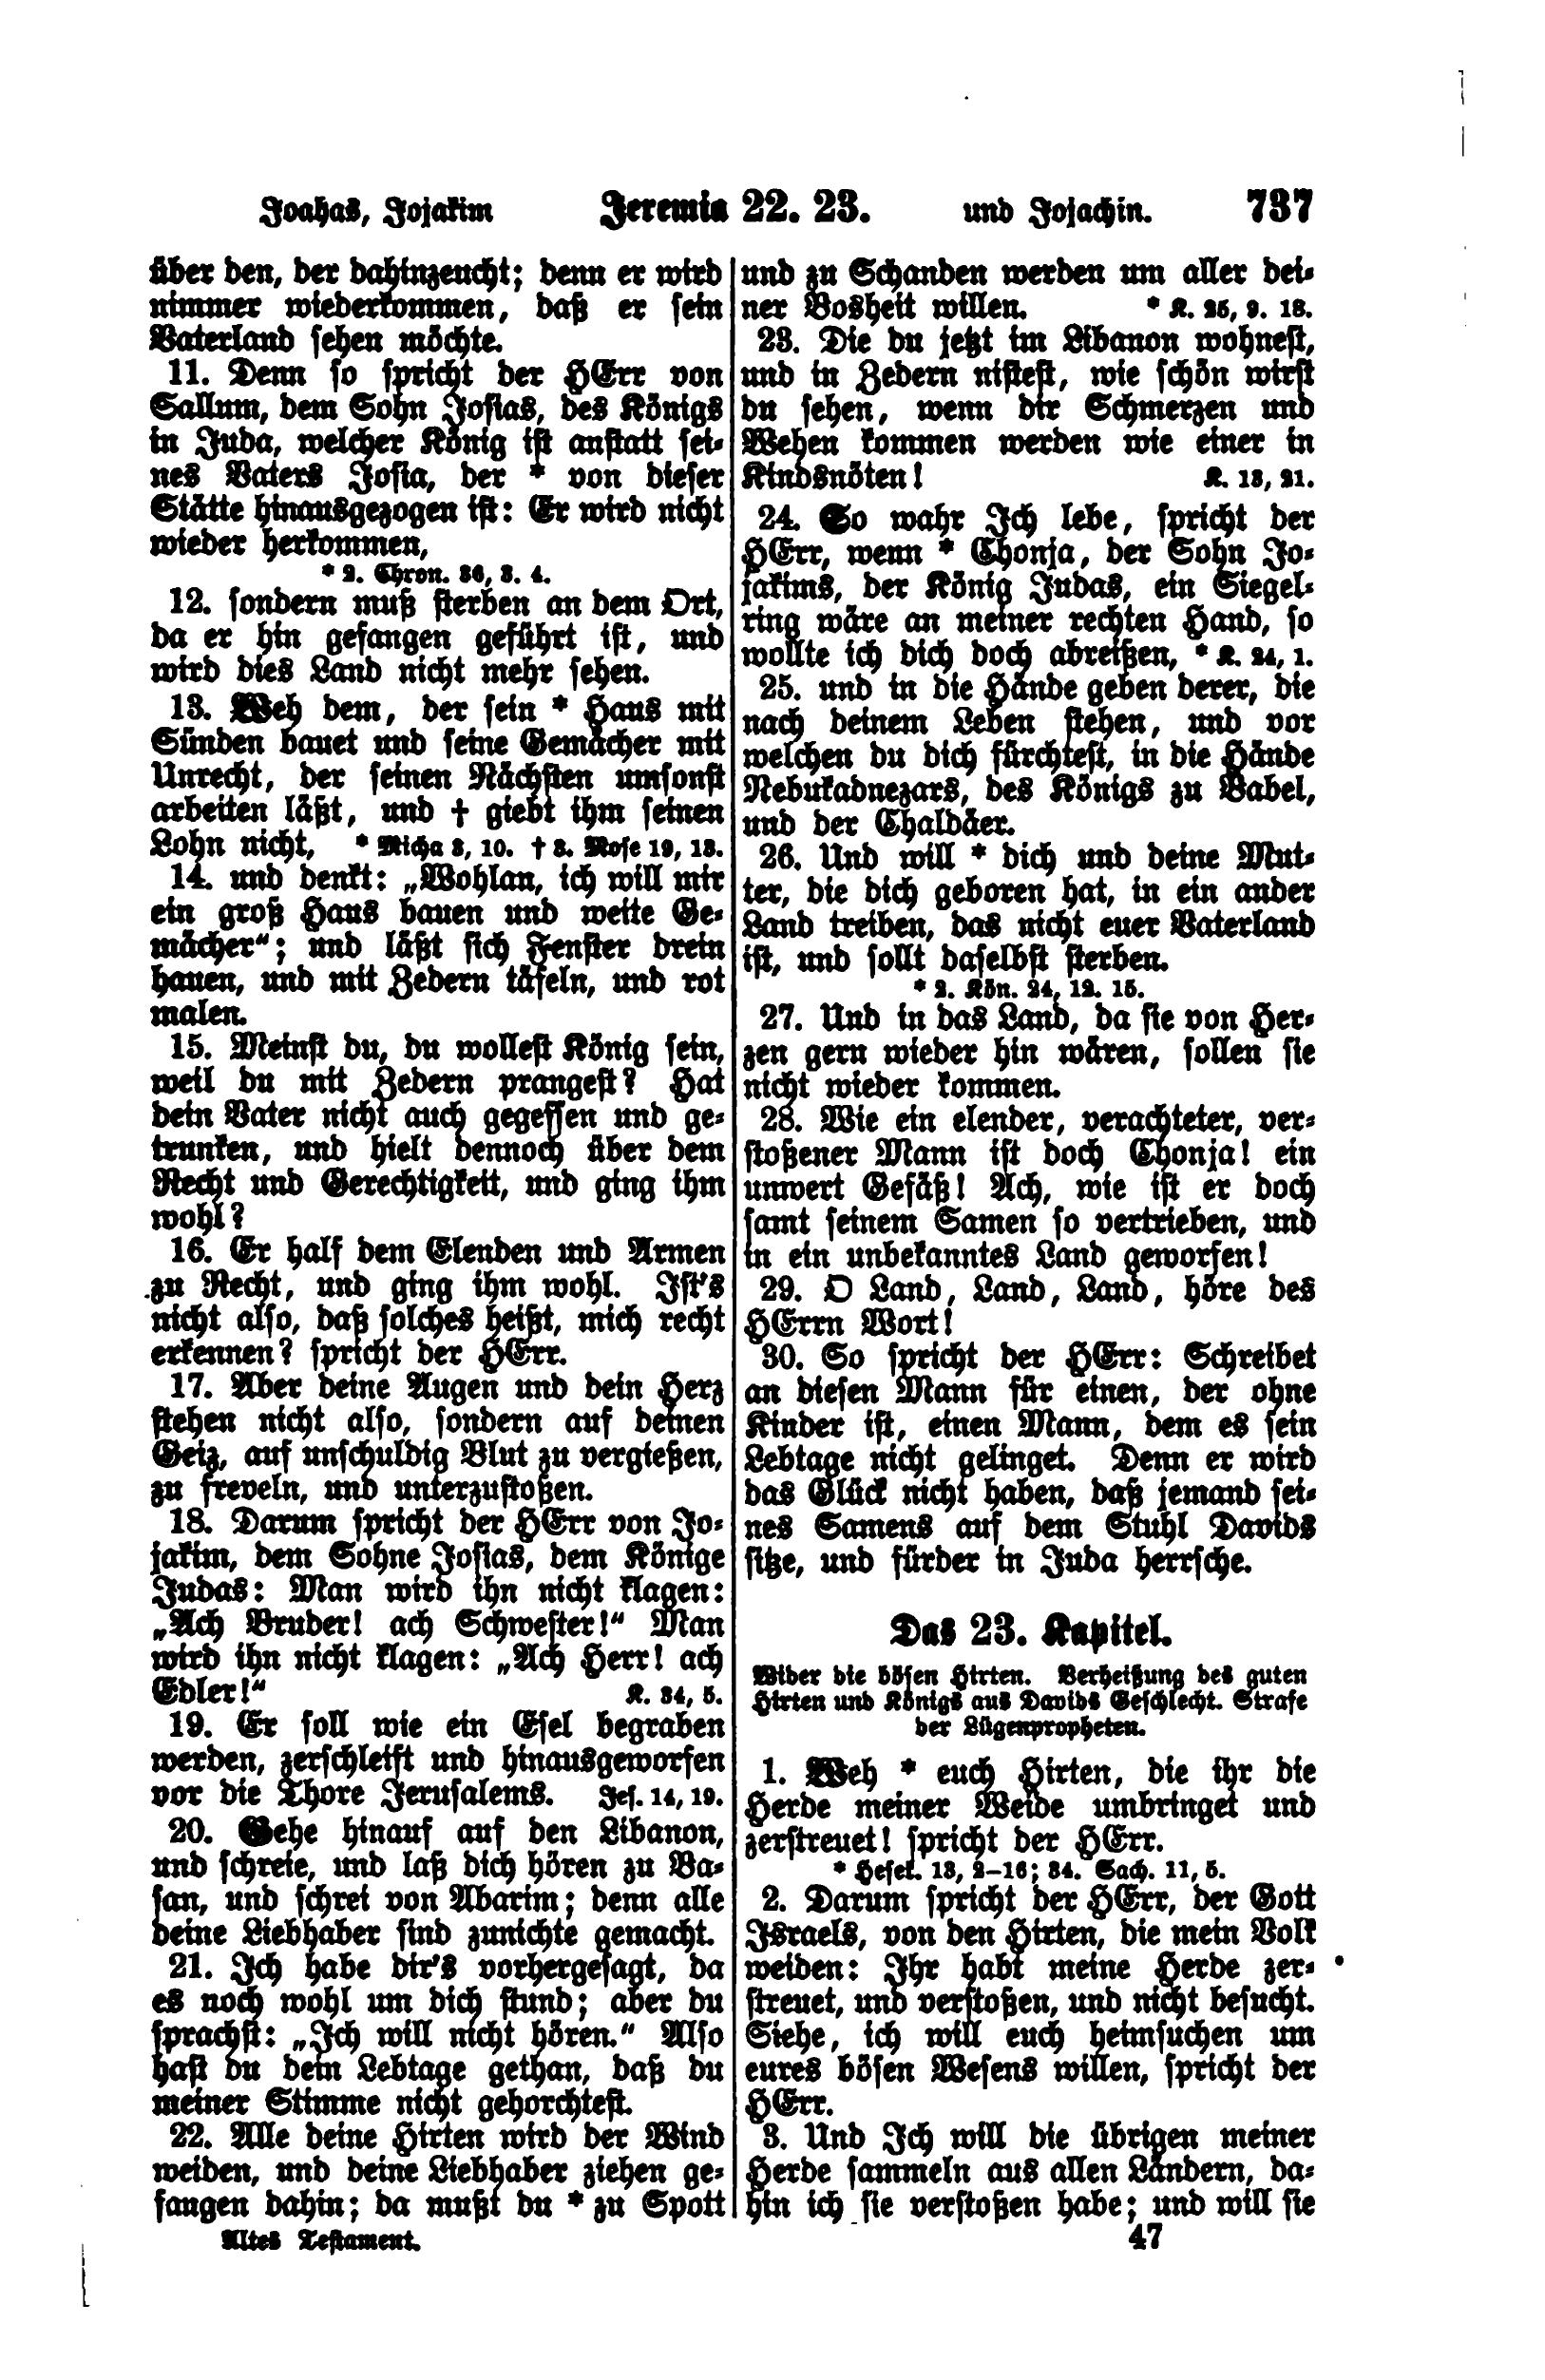 Joahas, Jojakim Jeremia 22. 23. und Jojachin. 737
über den, der dahinzeucht; denn er wird
nimmer wiederkommen, daß er sein
Vaterland sehen möchte.
11. Denn so spricht der HErr von
Sallum, dem Sohn Josias, des Königs
in Juda, welcher König ist anstatt sei-
nes Vaters Josia, der * von dieser
Stätte hinausgezogen ist: Er wird nicht
wieder herkommen,
* 2. Chron. 36, 3. 4.
12. sondern muß sterben an dem Ort,
da er hin gefangen geführt ist, und
wird dies Land nicht mehr sehen.
13. Weh dem, der sein * Haus mit
Sünden bauet und seine Gemächer mit
Unrecht, der seinen Nächsten umsonst
arbeiten läßt, und † giebt ihm seinen
Lohn nicht, * Micha 3, 10. † 3. Mose 19, 13.
14. und denkt: „Wohlan, ich will mir
ein groß Haus bauen und weite Ge-
mächer“; und läßt sich Fenster drein
hauen, und mit Zedern täfeln, und rot
malen.
15. Meinst du, du wollest König sein,
weil du mit Zedern prangest? Hat
dein Vater nicht auch gegessen und ge-
trunken, und hielt dennoch über dem
Recht und Gerechtigkeit, und ging ihm
wohl?
16. Er half dem Elenden und Armen
zu Recht, und ging ihm wohl. Ist's
nicht also, daß solches heißt, mich recht
erkennen? spricht der HErr.
17. Aber deine Augen und dein Herz
stehen nicht also, sondern auf deinen
Geiz, auf unschuldig Blut zu vergießen,
zu freveln, und unterzustoßen.
18. Darum spricht der HErr von Jo-
jakim, dem Sohne Josias, dem Könige
Judas: Man wird ihn nicht klagen:
„Ach Bruder! ach Schwester!“ Man
wird ihn nicht klagen: „Ach Herr! ach
Edler!“ K. 34, 5.
19. Er soll wie ein Esel begraben
werden, zerschleift und hinausgeworfen
vor die Thore Jerusalems. Jes. 14, 19.
20. Gehe hinauf auf den Libanon,
und schreie, und laß dich hören zu Ba-
san, und schrei von Abarim; denn alle
deine Liebhaber sind zunichte gemacht.
21. Ich habe dir's vorhergesagt, da
es noch wohl um dich stund; aber du
sprachst: „Ich will nicht hören.“ Also
hast du dein Lebtage gethan, daß du
meiner Stimme nicht gehorchtest.
22. Alle deine Hirten wird der Wind
weiden, und deine Liebhaber ziehen ge-
fangen dahin; da mußt du * zu Spott
und zu Schanden werden um aller dei-
ner Bosheit willen. * K. 25, 9. 18.
23. Die du jetzt im Libanon wohnest,
und in Zedern nistest, wie schön wirst
du sehen, wenn dir Schmerzen und
Wehen kommen werden wie einer in
Kindsnöten! K. 13, 21.
24. So wahr Ich lebe, spricht der
HErr, wenn * Chonja, der Sohn Jo-
jakims, der König Judas, ein Siegel-
ring wäre an meiner rechten Hand, so
wollte ich dich doch abreißen, * K. 24, 1.
25. und in die Hände geben derer, die
nach deinem Leben stehen, und vor
welchen du dich fürchtest, in die Hände
Nebukadnezars, des Königs zu Babel,
und der Chaldäer.
26. Und will * dich und deine Mut-
ter, die dich geboren hat, in ein ander
Land treiben, das nicht euer Vaterland
ist, und sollt daselbst sterben.
* 2. Kön. 24, 12. 15.
27. Und in das Land, da sie von Her-
zen gern wieder hin wären, sollen sie
nicht wieder kommen.
28. Wie ein elender, verachteter, ver-
stoßener Mann ist doch Chonja! ein
unwert Gefäß! Ach, wie ist er doch
samt seinem Samen so vertrieben, und
in ein unbekanntes Land geworfen!
29. O Land, Land, Land, höre des
HErrn Wort!
30. So spricht der HErr: Schreibet
an diesen Mann für einen, der ohne
Kinder ist, einen Mann, dem es sein
Lebtage nicht gelinget. Denn er wird
das Glück nicht haben, daß jemand sei-
nes Samens auf dem Stuhl Davids
sitze, und fürder in Juda herrsche.
Das 23. Kapitel.
Wider die bösen Hirten. Verheißung des guten
Hirten und Königs aus Davids Geschlecht. Strafe
der Lügenpropheten.
1. Weh * euch Hirten, die ihr die
Herde meiner Weide umbringet und
zerstreuet! spricht der HErr.
* Hesek. 13, 2–16; 34. Sach. 11, 5.
2. Darum spricht der HErr, der Gott
Israels, von den Hirten, die mein Volk
weiden: Ihr habt meine Herde zer-
streuet, und verstoßen, und nicht besucht.
Siehe, ich will euch heimsuchen um
eures bösen Wesens willen, spricht der
HErr.
3. Und Ich will die übrigen meiner
Herde sammeln aus allen Ländern, da-
hin ich sie verstoßen habe; und will sie
Altes Testament. 47